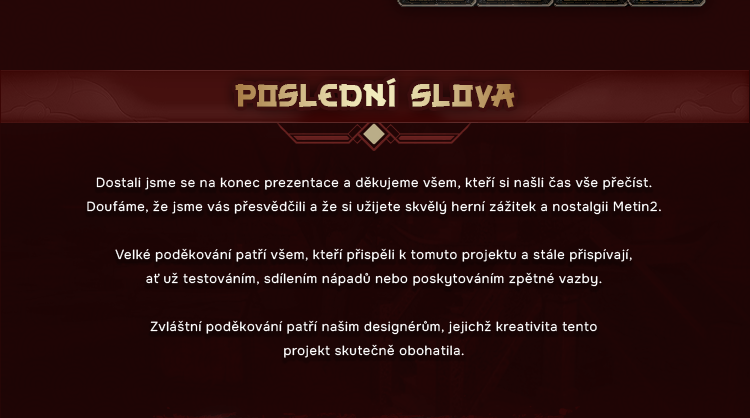 POSLEDNÍ SLOVA
Dostali jsme se na konec prezentace a děkujeme všem, kteří si našli čas vše přečíst.
Doufáme, že jsme vás přesvědčili a že si užijete skvělý herní zážitek a nostalgii Metin2.
Velké poděkování patří všem, kteří přispěli k tomuto projektu a stále přispívají,
ať už testováním, sdílením nápadů nebo poskytováním zpětné vazby.
Zvláštní poděkování patří našim designérům, jejichž kreativita tento
projekt skutečně obohatila.